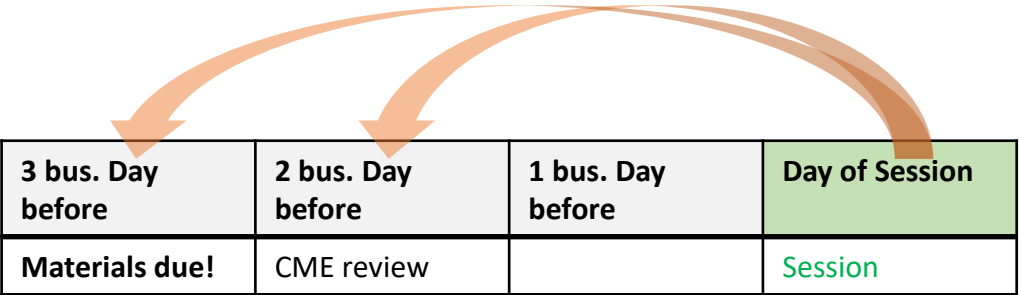 3 bus. Day
before
2 bus. Day
before
1 bus. Day
before
Day of Session
Materials due!
CME review
Session